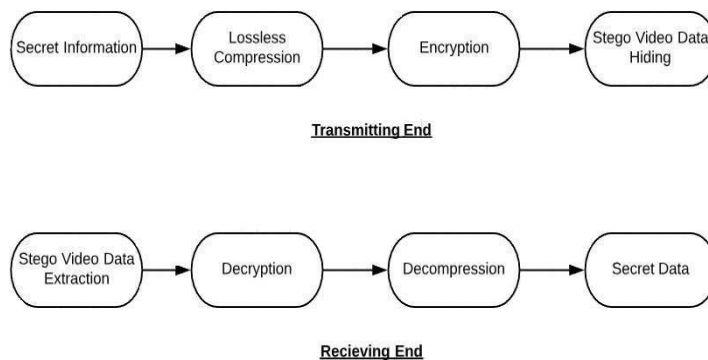 Secret Information
Lossless
Compression
Encryption
Stego Video Data
Hiding
Transmitting End
Stego Video Data
Extraction
Decryption
Decompression
Secret Data
Recieving End